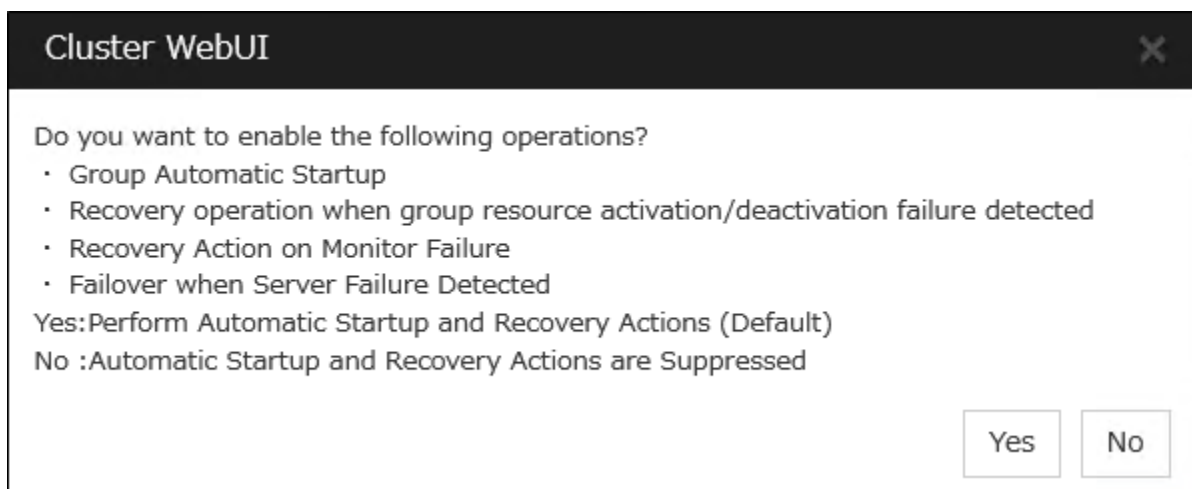 Cluster WebUI
Do you want to enable the following operations?
・ Group Automatic Startup
・ Recovery operation when group resource activation/deactivation failure detected
・ Recovery Action on Monitor Failure
・ Failover when Server Failure Detected
Yes:Perform Automatic Startup and Recovery Actions (Default)
No :Automatic Startup and Recovery Actions are Suppressed
Yes No